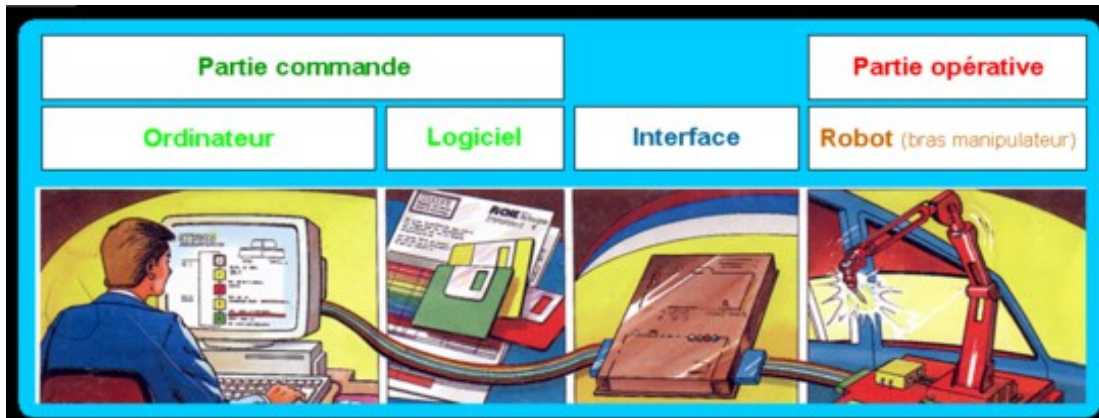 Partie commande
Partie opérative
Ordinateur
Logiciel
Interface
Robot (bras manipulateur)